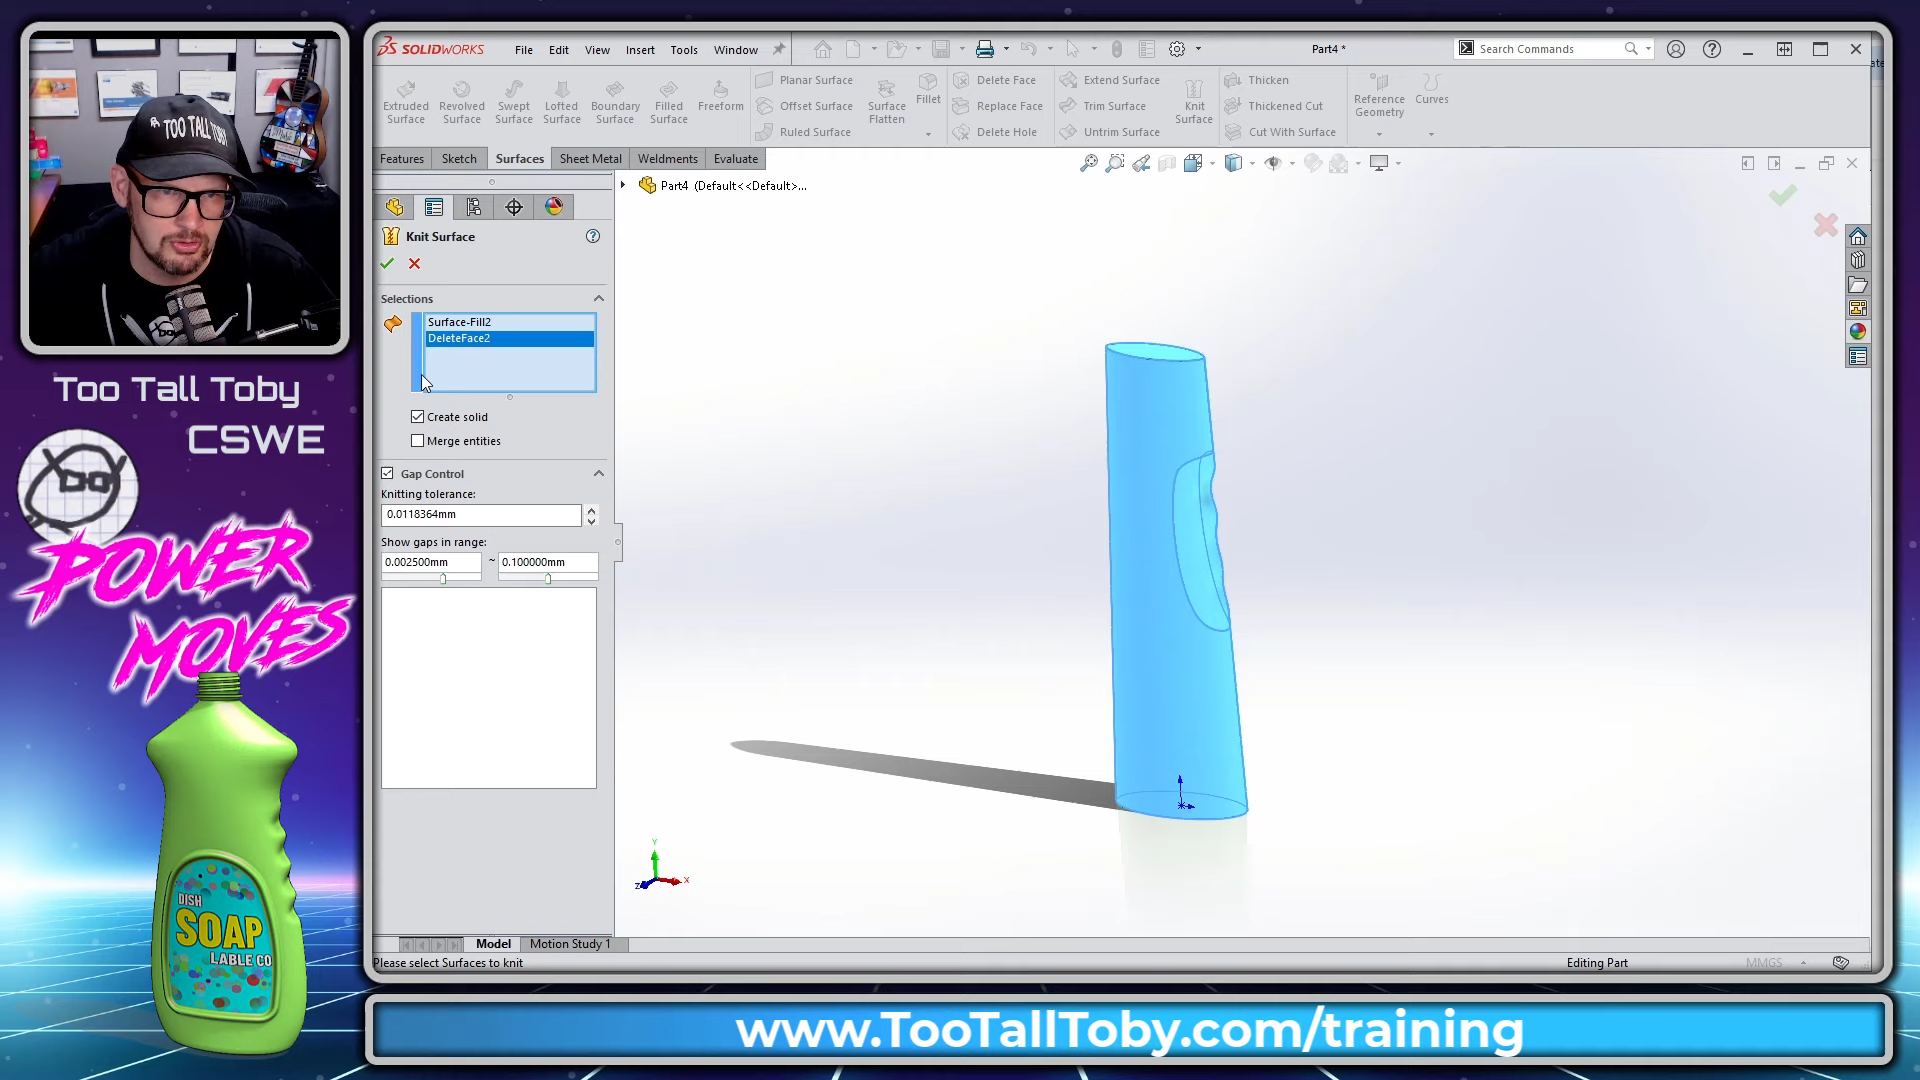 TOO TALL TOBY
Too Tall Toby
CSWE
POWER
MOVES
DISH
SOAP
LABLE CO
SOLIDWORKS
File Edit View Insert Tools Window
Part4 *
Search Commands
Extruded Surface
Revolved Surface
Swept Surface
Lofted Surface
Boundary Surface
Filled Surface
Freeform
Planar Surface
Offset Surface
Ruled Surface
Surface Flatten
Fillet
Delete Face
Replace Face
Delete Hole
Extend Surface
Trim Surface
Untrim Surface
Knit Surface
Thicken
Thickened Cut
Cut With Surface
Reference Geometry
Curves
Features Sketch Surfaces Sheet Metal Weldments Evaluate
Part4 (Default<<Default>...
Knit Surface
Selections
Surface-Fill2
DeleteFace2
Create solid
Merge entities
Gap Control
Knitting tolerance:
0.0118364mm
Show gaps in range:
0.002500mm ~ 0.100000mm
Y
Z
X
Model Motion Study 1
Please select Surfaces to knit
Editing Part
MMGS
www.TooTallToby.com/training